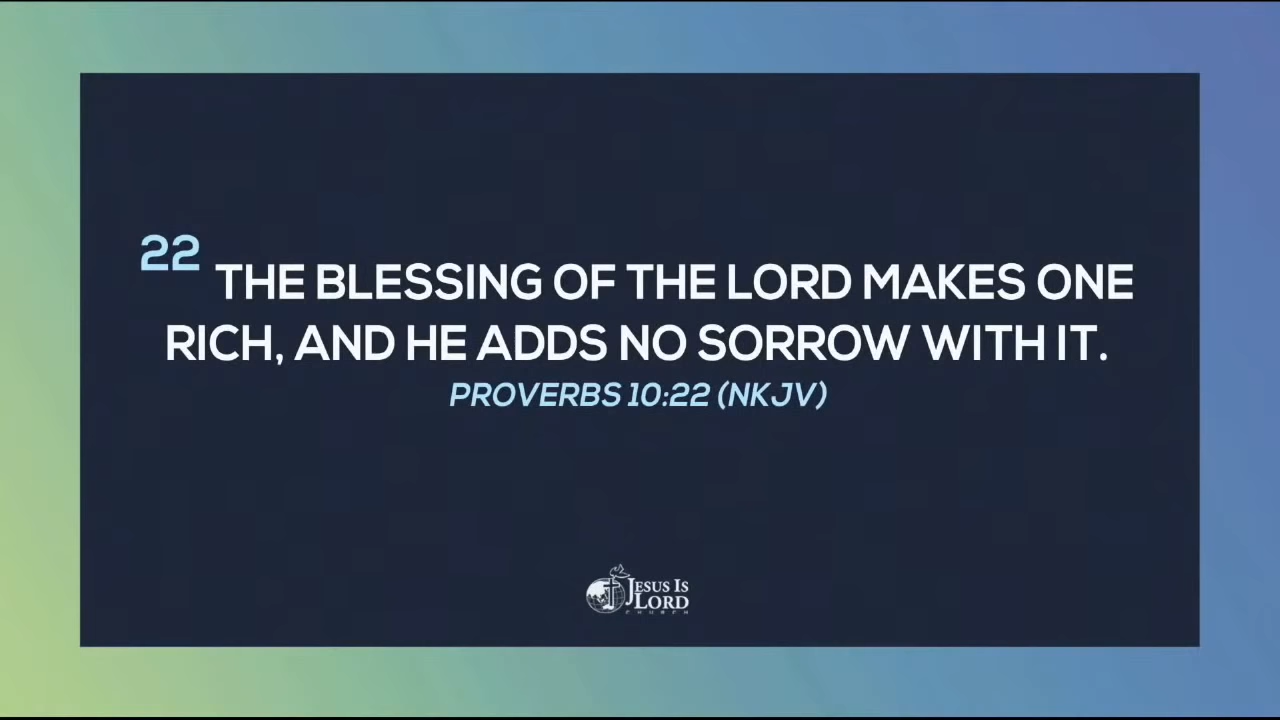 22 THE BLESSING OF THE LORD MAKES ONE
RICH, AND HE ADDS NO SORROW WITH IT.
PROVERBS 10:22 (NKJV)
JESUS IS
LORD
CHURCH